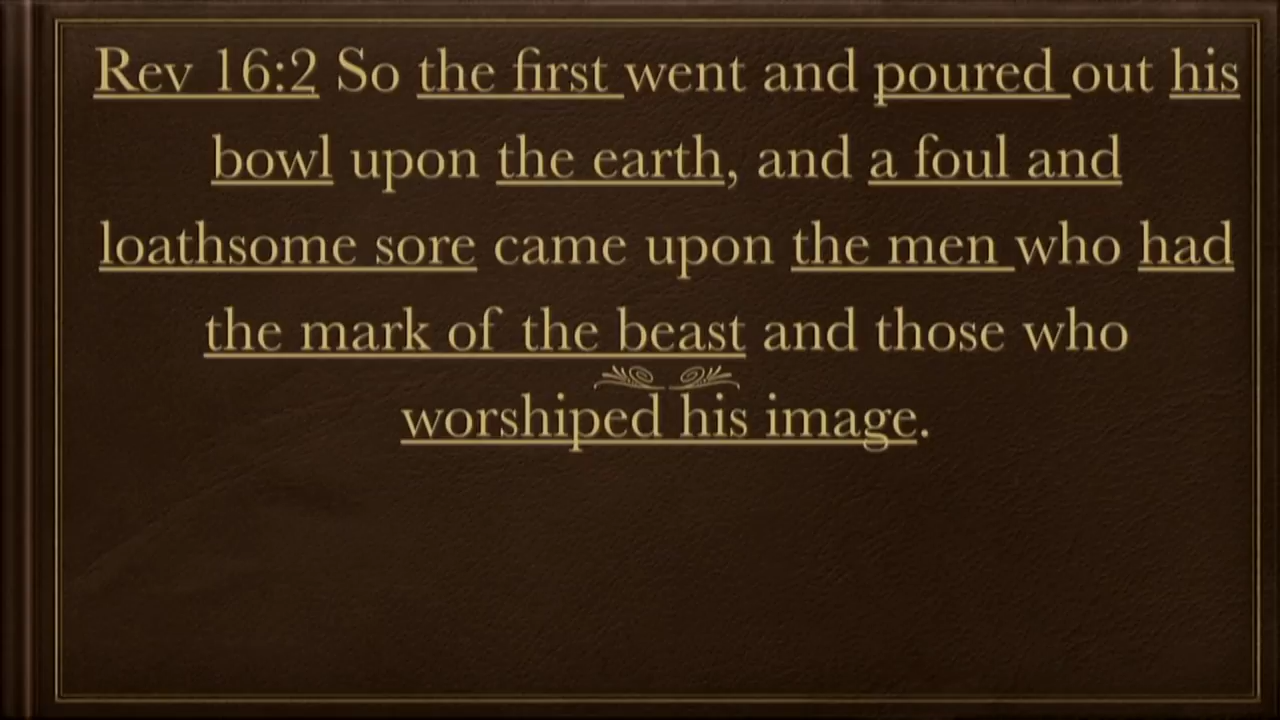 Rev 16:2 So the first went and poured out his
bowl upon the earth, and a foul and
loathsome sore came upon the men who had
the mark of the beast and those who
worshiped his image.